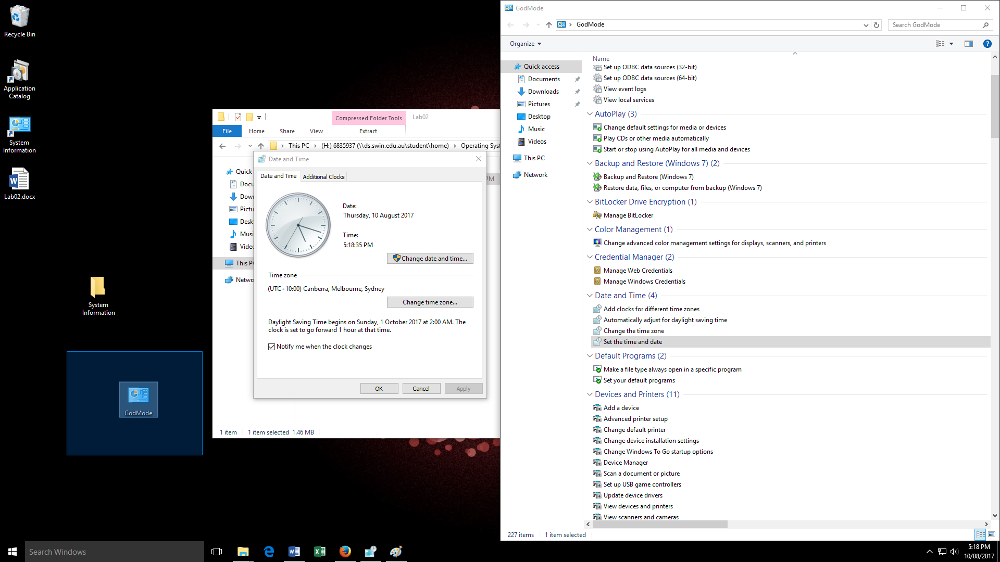 Recycle Bin
Application
Catalog
System
Information
Lab02.docx
System
Information
GodMode
Compressed Folder Tools
Lab02
File
Home
Share
View
Extract
This PC
(H:) 6835937 (\\ds.swin.edu.au\student\home)
Operating Syst
Quick
Docu
Down
Pictu
Desk
Musi
Video
This P
Netwo
PM
1 item
1 item selected 1.46 MB
Date and Time
Date and Time
Additional Clocks
Date:
Thursday, 10 August 2017
Time:
5:18:35 PM
Change date and time...
Time zone
(UTC+10:00) Canberra, Melbourne, Sydney
Change time zone...
Daylight Saving Time begins on Sunday, 1 October 2017 at 2:00 AM. The
clock is set to go forward 1 hour at that time.
Notify me when the clock changes
OK
Cancel
Apply
GodMode
GodMode
Search GodMode
Organize
Quick access
Documents
Downloads
Pictures
Desktop
Music
Videos
This PC
Network
Name
Set up ODBC data sources (32-bit)
Set up ODBC data sources (64-bit)
View event logs
View local services
AutoPlay (3)
Change default settings for media or devices
Play CDs or other media automatically
Start or stop using AutoPlay for all media and devices
Backup and Restore (Windows 7) (2)
Backup and Restore (Windows 7)
Restore data, files, or computer from backup (Windows 7)
BitLocker Drive Encryption (1)
Manage BitLocker
Color Management (1)
Change advanced color management settings for displays, scanners, and printers
Credential Manager (2)
Manage Web Credentials
Manage Windows Credentials
Date and Time (4)
Add clocks for different time zones
Automatically adjust for daylight saving time
Change the time zone
Set the time and date
Default Programs (2)
Make a file type always open in a specific program
Set your default programs
Devices and Printers (11)
Add a device
Advanced printer setup
Change default printer
Change device installation settings
Change Windows To Go startup options
Device Manager
Scan a document or picture
Set up USB game controllers
Update device drivers
View devices and printers
View scanners and cameras
227 items
1 item selected
Search Windows
5:18 PM
10/08/2017